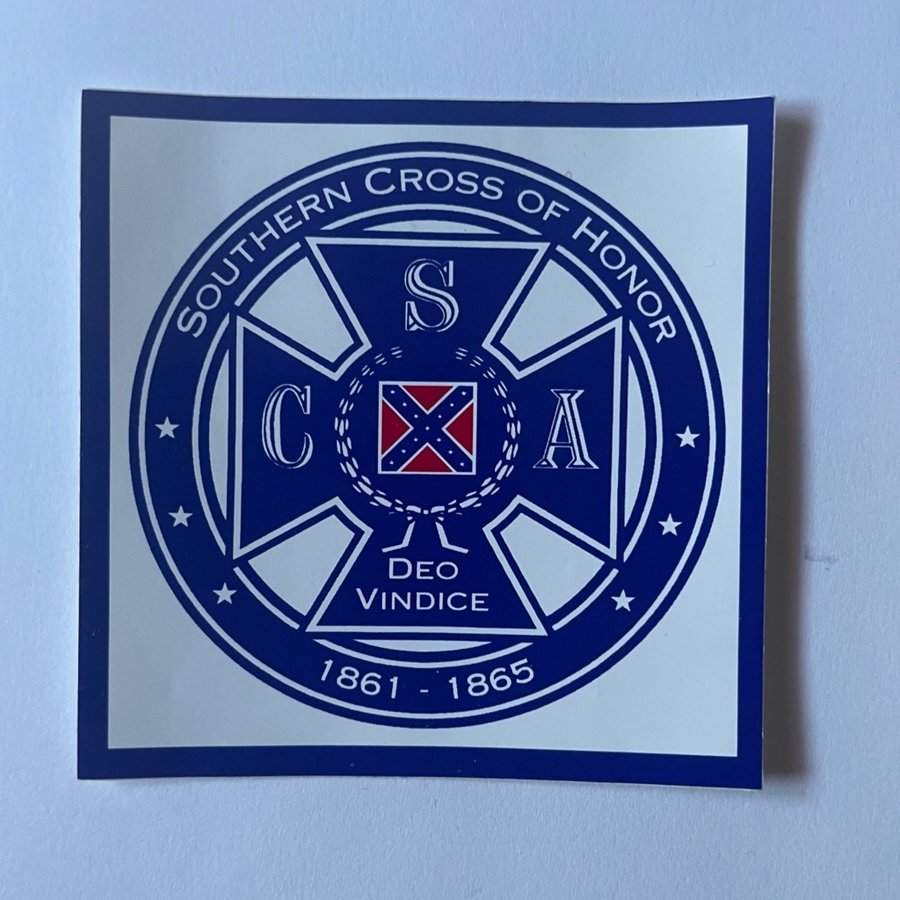 SOUTHERN CROSS OF HONOR
S
C A
DEO
VINDICE
1861 - 1865